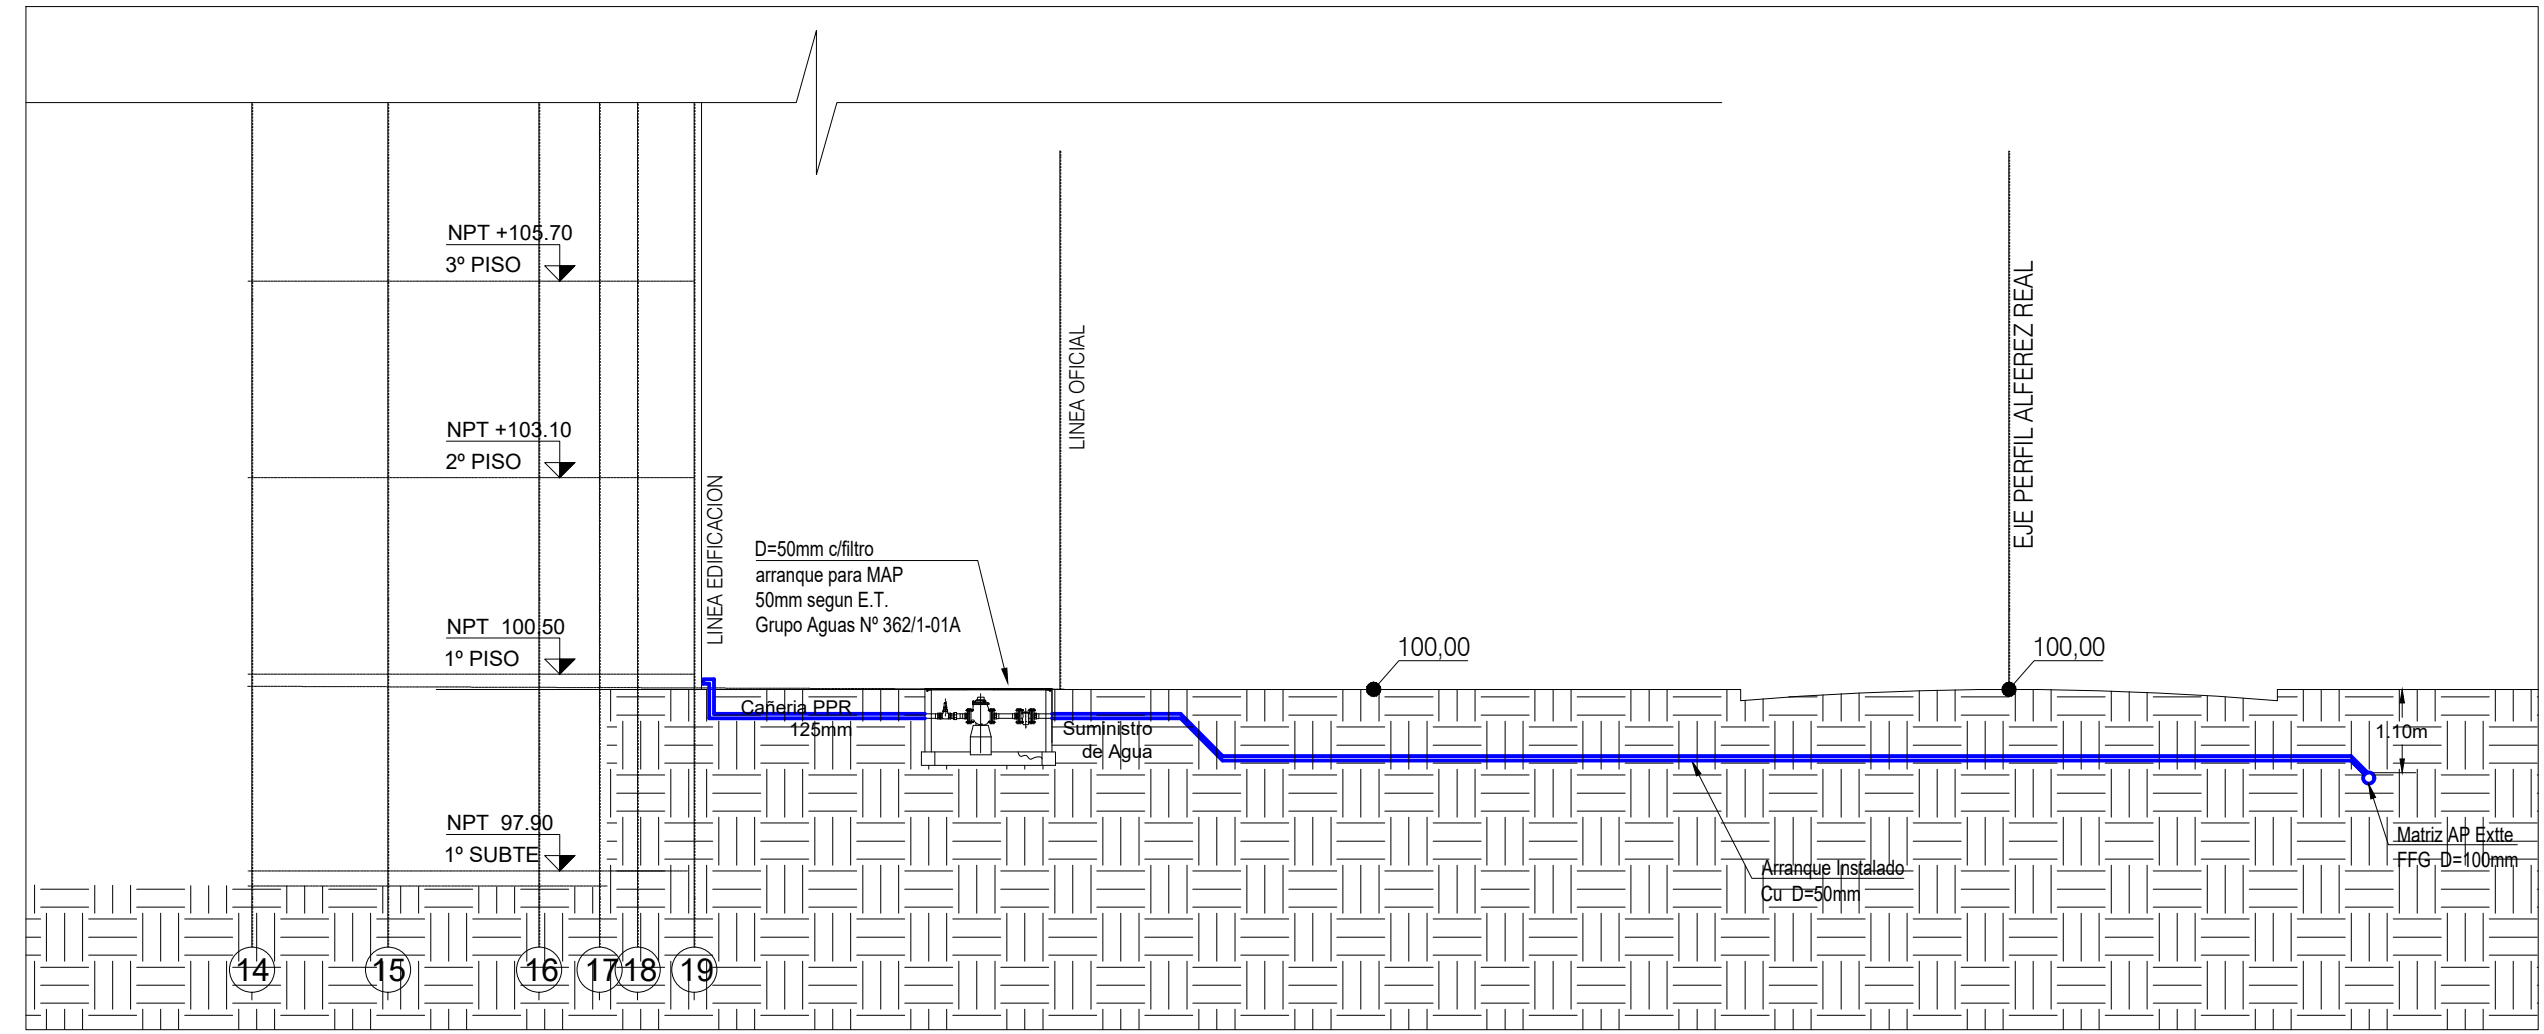 NPT +105.70
3º PISO
NPT +103.10
2º PISO
NPT 100.50
1º PISO
NPT 97.90
1º SUBTE
LINEA EDIFICACION
D=50mm c/filtro
arranque para MAP
50mm segun E.T.
Grupo Aguas Nº 362/1-01A
LINEA OFICIAL
EJE PERFIL ALFEREZ REAL
100,00
100,00
Cañeria PPR
125mm
Suministro
de Agua
1.10m
Matriz AP Extte
FFG D=100mm
Arranque Instalado
Cu D=50mm
14
15
16
17
18
19